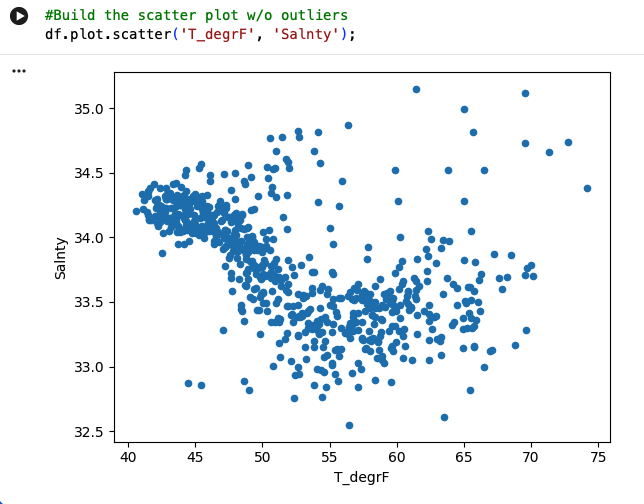 #Build the scatter plot w/o outliers
df.plot.scatter('T_degrF', 'Salnty');
35.0
34.5
34.0
33.5
33.0
32.5
Salnty
40 45 50 55 60 65 70 75
T_degrF